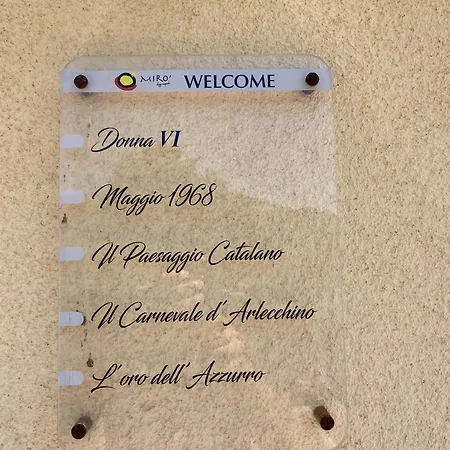 MIRO' WELCOME
Donna VI
Maggio 1968
Il Paesaggio Catalano
Il Carnevale d' Arlecchino
L' oro dell' Azzurro